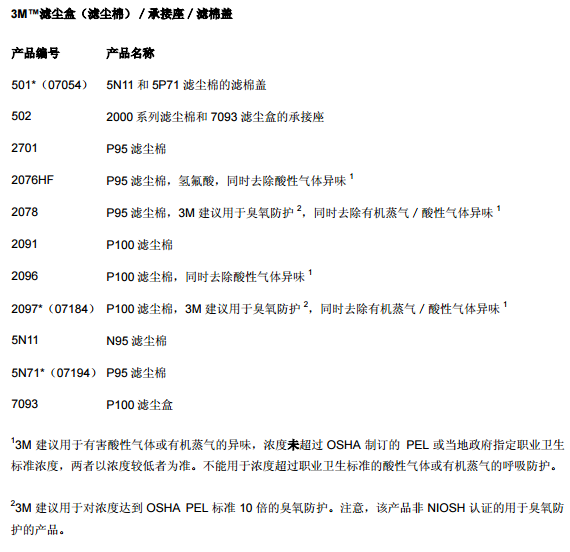 3M™滤尘盒（滤尘棉）/承接座/滤棉盖
产品编号 产品名称
501*（07054） 5N11 和 5P71 滤尘棉的滤棉盖
502 2000 系列滤尘棉和 7093 滤尘盒的承接座
2701 P95 滤尘棉
2076HF P95 滤尘棉，氢氟酸，同时去除酸性气体异味 1
2078 P95 滤尘棉，3M 建议用于臭氧防护 2，同时去除有机蒸气/酸性气体异味 1
2091 P100 滤尘棉
2096 P100 滤尘棉，同时去除酸性气体异味 1
2097*（07184） P100 滤尘棉，3M 建议用于臭氧防护 2，同时去除有机蒸气/酸性气体异味 1
5N11 N95 滤尘棉
5N71*（07194） P95 滤尘棉
7093 P100 滤尘盒
13M 建议用于有害酸性气体或有机蒸气的异味，浓度未超过 OSHA 制订的 PEL 或当地政府指定职业卫生
标准浓度，两者以浓度较低者为准。不能用于浓度超过职业卫生标准的酸性气体或有机蒸气的呼吸防护。
23M 建议用于对浓度达到 OSHA PEL 标准 10 倍的臭氧防护。注意，该产品非 NIOSH 认证的用于臭氧防
护的产品。